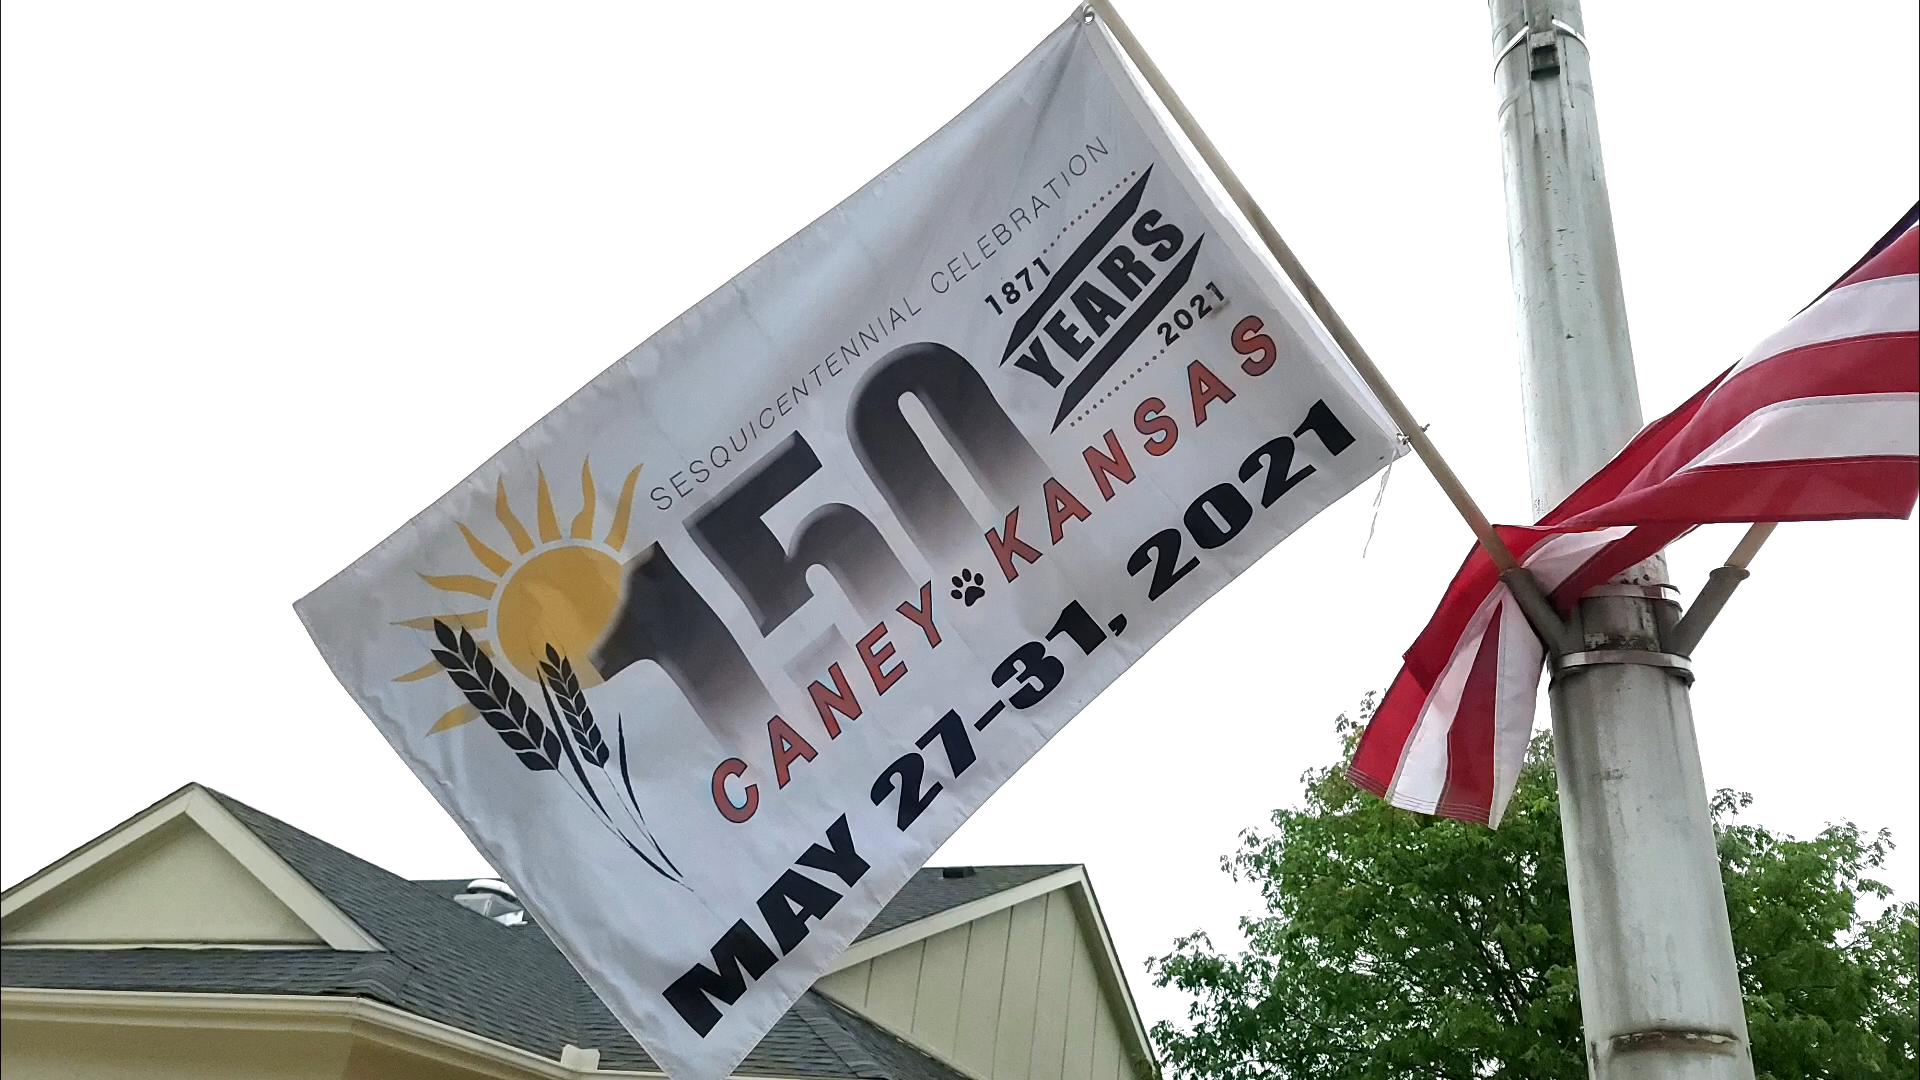 SESQUICENTENNIAL CELEBRATION
150
1871
YEARS
2021
CANEY KANSAS
MAY 27-31, 2021